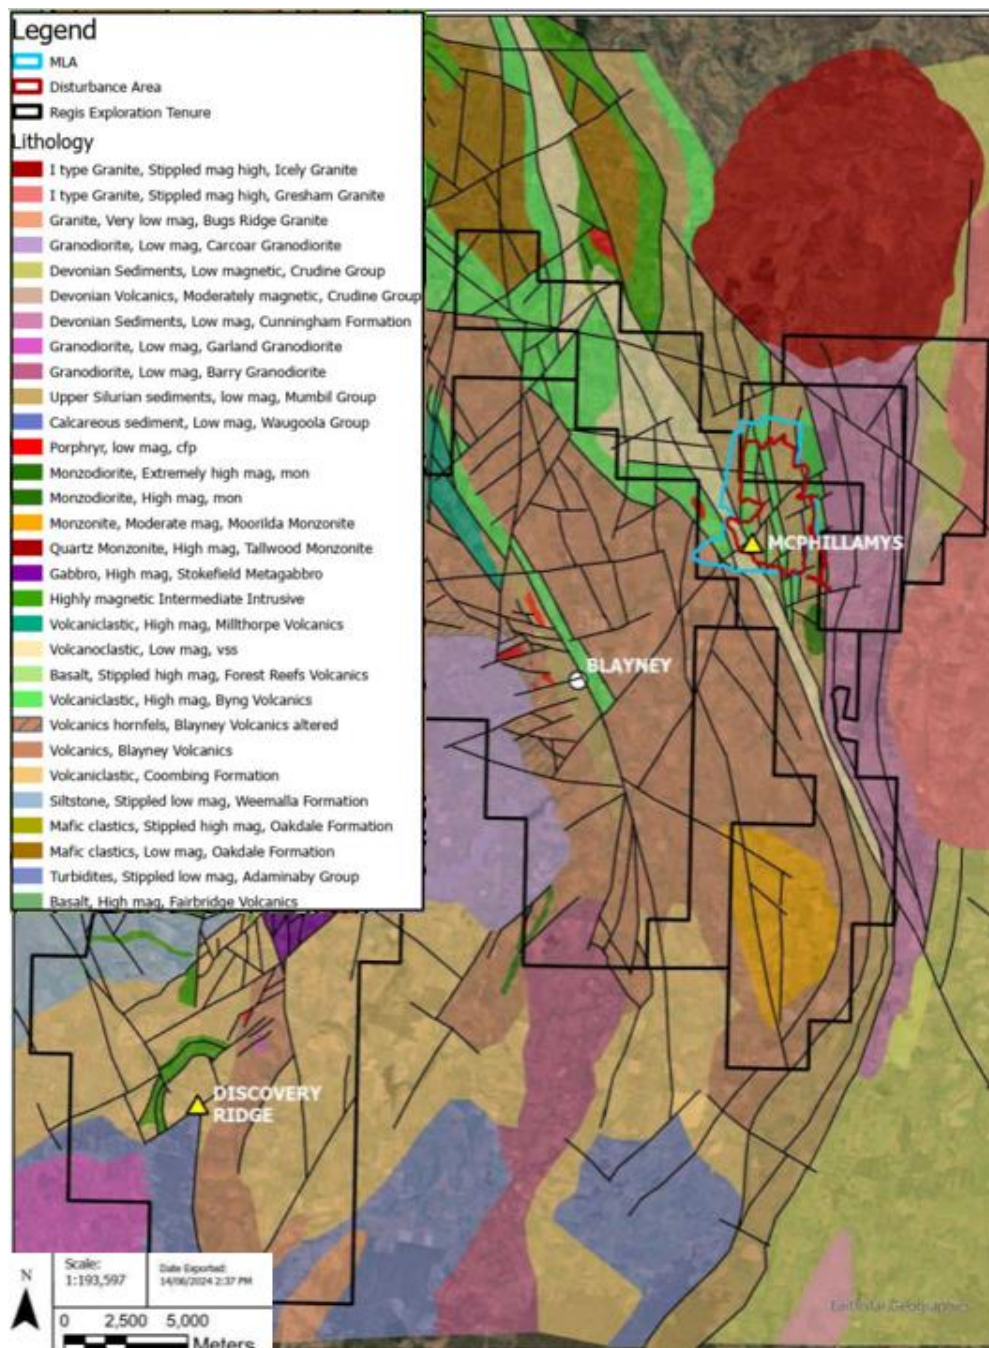 Legend
MLA
Disturbance Area
Regis Exploration Tenure
Lithology
I type Granite, Stippled mag high, Icely Granite
I type Granite, Stippled mag high, Gresham Granite
Granite, Very low mag, Bugs Ridge Granite
Granodiorite, Low mag, Carcoar Granodiorite
Devonian Sediments, Low magnetic, Crudine Group
Devonian Volcanics, Moderately magnetic, Crudine Group
Devonian Sediments, Low mag, Cunningham Formation
Granodiorite, Low mag, Garland Granodiorite
Granodiorite, Low mag, Barry Granodiorite
Upper Silurian sediments, low mag, Mumbil Group
Calcareous sediment, Low mag, Waugoola Group
Porphryr, low mag, cfp
Monzodiorite, Extremely high mag, mon
Monzodiorite, High mag, mon
Monzonite, Moderate mag, Moorilda Monzonite
Quartz Monzonite, High mag, Tallwood Monzonite
Gabbro, High mag, Stokefield Metagabbro
Highly magnetic Intermediate Intrusive
Volcaniclastic, High mag, Millthorpe Volcanics
Volcanoclastic, Low mag, vss
Basalt, Stippled high mag, Forest Reefs Volcanics
Volcaniclastic, High mag, Byng Volcanics
Volcanics hornfels, Blayney Volcanics altered
Volcanics, Blayney Volcanics
Volcaniclastic, Coombing Formation
Siltstone, Stippled low mag, Weemalla Formation
Mafic clastics, Stippled high mag, Oakdale Formation
Mafic clastics, Low mag, Oakdale Formation
Turbidites, Stippled low mag, Adaminaby Group
Basalt, High mag, Fairbridge Volcanics
MCPHILLAMYS
BLAYNEY
DISCOVERY
RIDGE
N
Scale:
1:193,597
Date Exported:
14/06/2024 2:37 PM
0 2,500 5,000
Meters
Earthstar Geographics